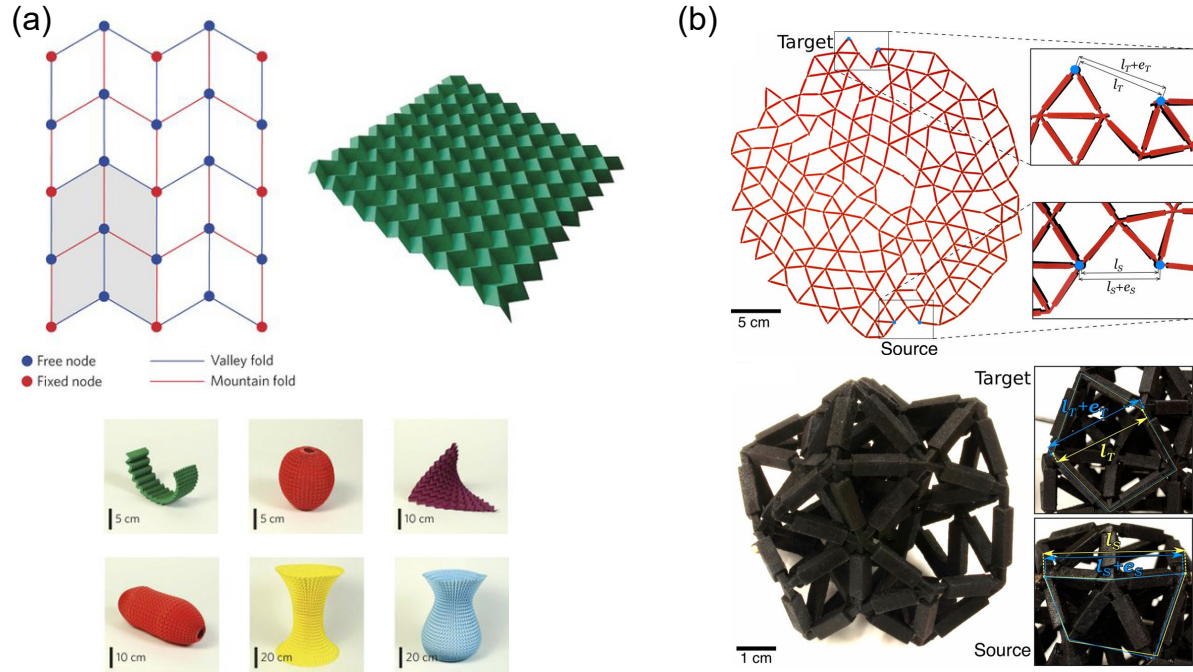 (a)
Free node
Valley fold
Fixed node
Mountain fold
5 cm
5 cm
10 cm
10 cm
20 cm
20 cm
(b)
Target
l_T+e_T
l_T
l_S
l_S+e_S
5 cm
Source
Target
l_T+e_T
l_T
l_S
l_S+e_S
1 cm
Source